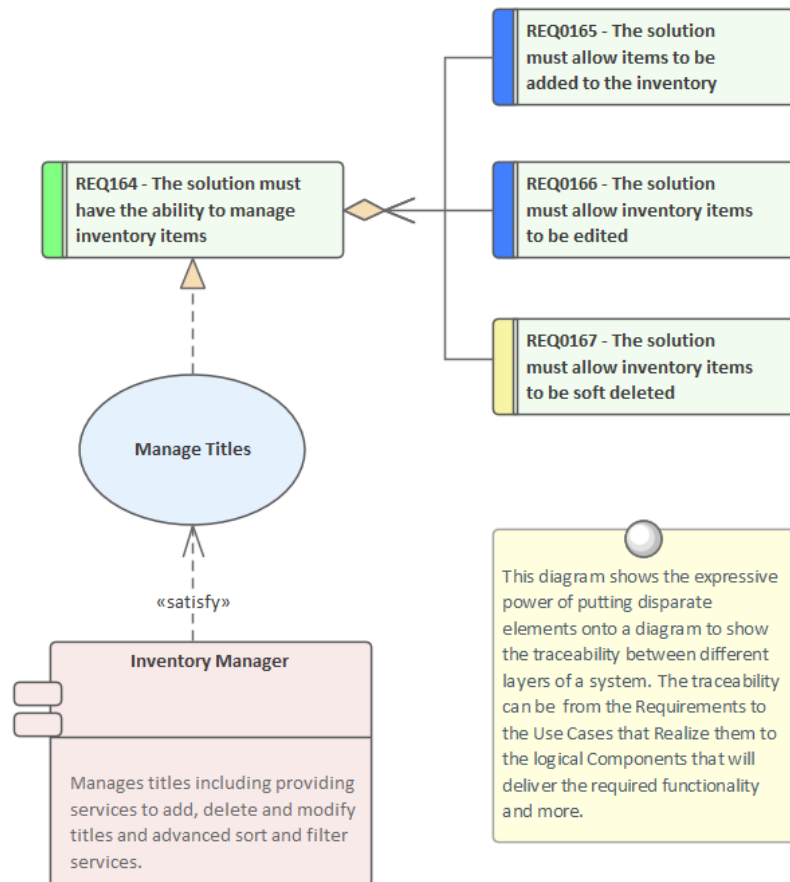 REQ0165 - The solution
must allow items to be
added to the inventory
REQ164 - The solution must
have the ability to manage
inventory items
REQ0166 - The solution
must allow inventory items
to be edited
REQ0167 - The solution
must allow inventory items
to be soft deleted
Manage Titles
«satisfy»
Inventory Manager
Manages titles including providing
services to add, delete and modify
titles and advanced sort and filter
services.
This diagram shows the expressive
power of putting disparate
elements onto a diagram to show
the traceability between different
layers of a system. The traceability
can be from the Requirements to
the Use Cases that Realize them to
the logical Components that will
deliver the required functionality
and more.